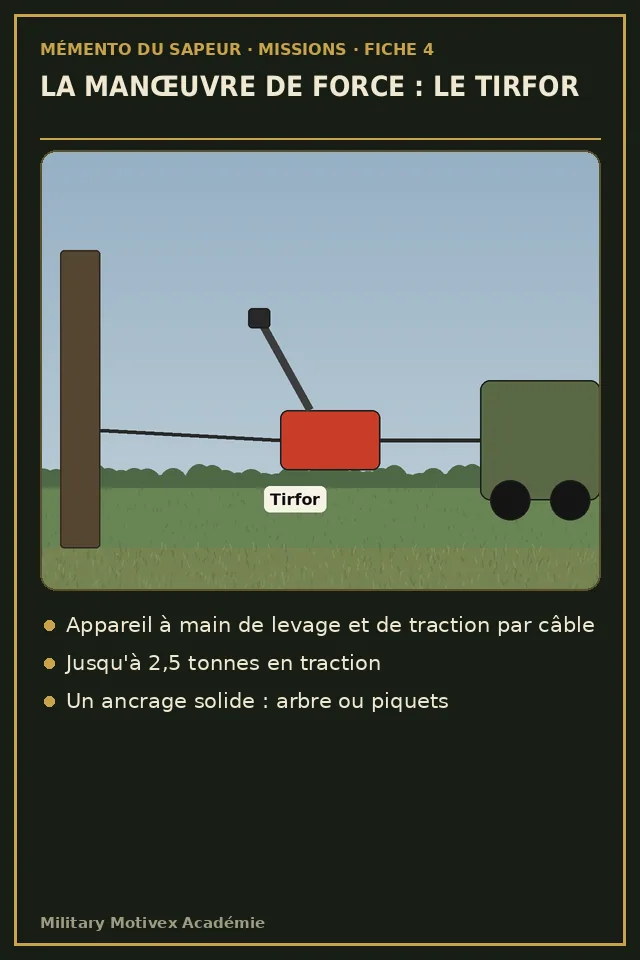 MÉMENTO DU SAPEUR · MISSIONS · FICHE 4
LA MANŒUVRE DE FORCE : LE TIRFOR
Tirfor
Appareil à main de levage et de traction par câble
Jusqu'à 2,5 tonnes en traction
Un ancrage solide : arbre ou piquets
Military Motivex Académie